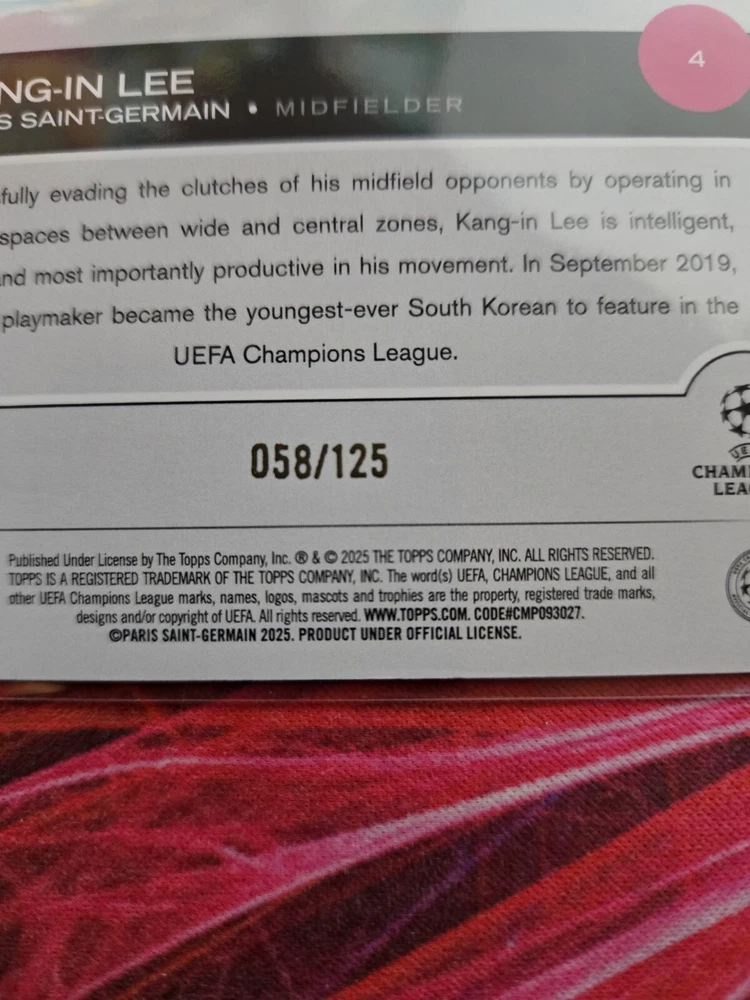 4
NG-IN LEE
S SAINT-GERMAIN • MIDFIELDER
fully evading the clutches of his midfield opponents by operating in
spaces between wide and central zones, Kang-in Lee is intelligent,
nd most importantly productive in his movement. In September 2019,
playmaker became the youngest-ever South Korean to feature in the
UEFA Champions League.
058/125
CHAMP
LEA
Published Under License by The Topps Company, Inc. ® & © 2025 THE TOPPS COMPANY, INC. ALL RIGHTS RESERVED.
TOPPS IS A REGISTERED TRADEMARK OF THE TOPPS COMPANY, INC. The word(s) UEFA, CHAMPIONS LEAGUE, and all
other UEFA Champions League marks, names, logos, mascots and trophies are the property, registered trade marks,
designs and/or copyright of UEFA. All rights reserved. WWW.TOPPS.COM. CODE#CMP093027.
©PARIS SAINT-GERMAIN 2025. PRODUCT UNDER OFFICIAL LICENSE.